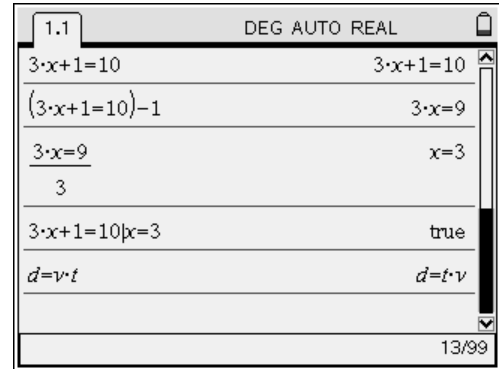 1.1 DEG AUTO REAL
3·x+1=10 3·x+1=10
(3·x+1=10)−1 3·x=9
3·x=9 x=3
3
3·x+1=10|x=3 true
d=v·t d=t·v
13/99